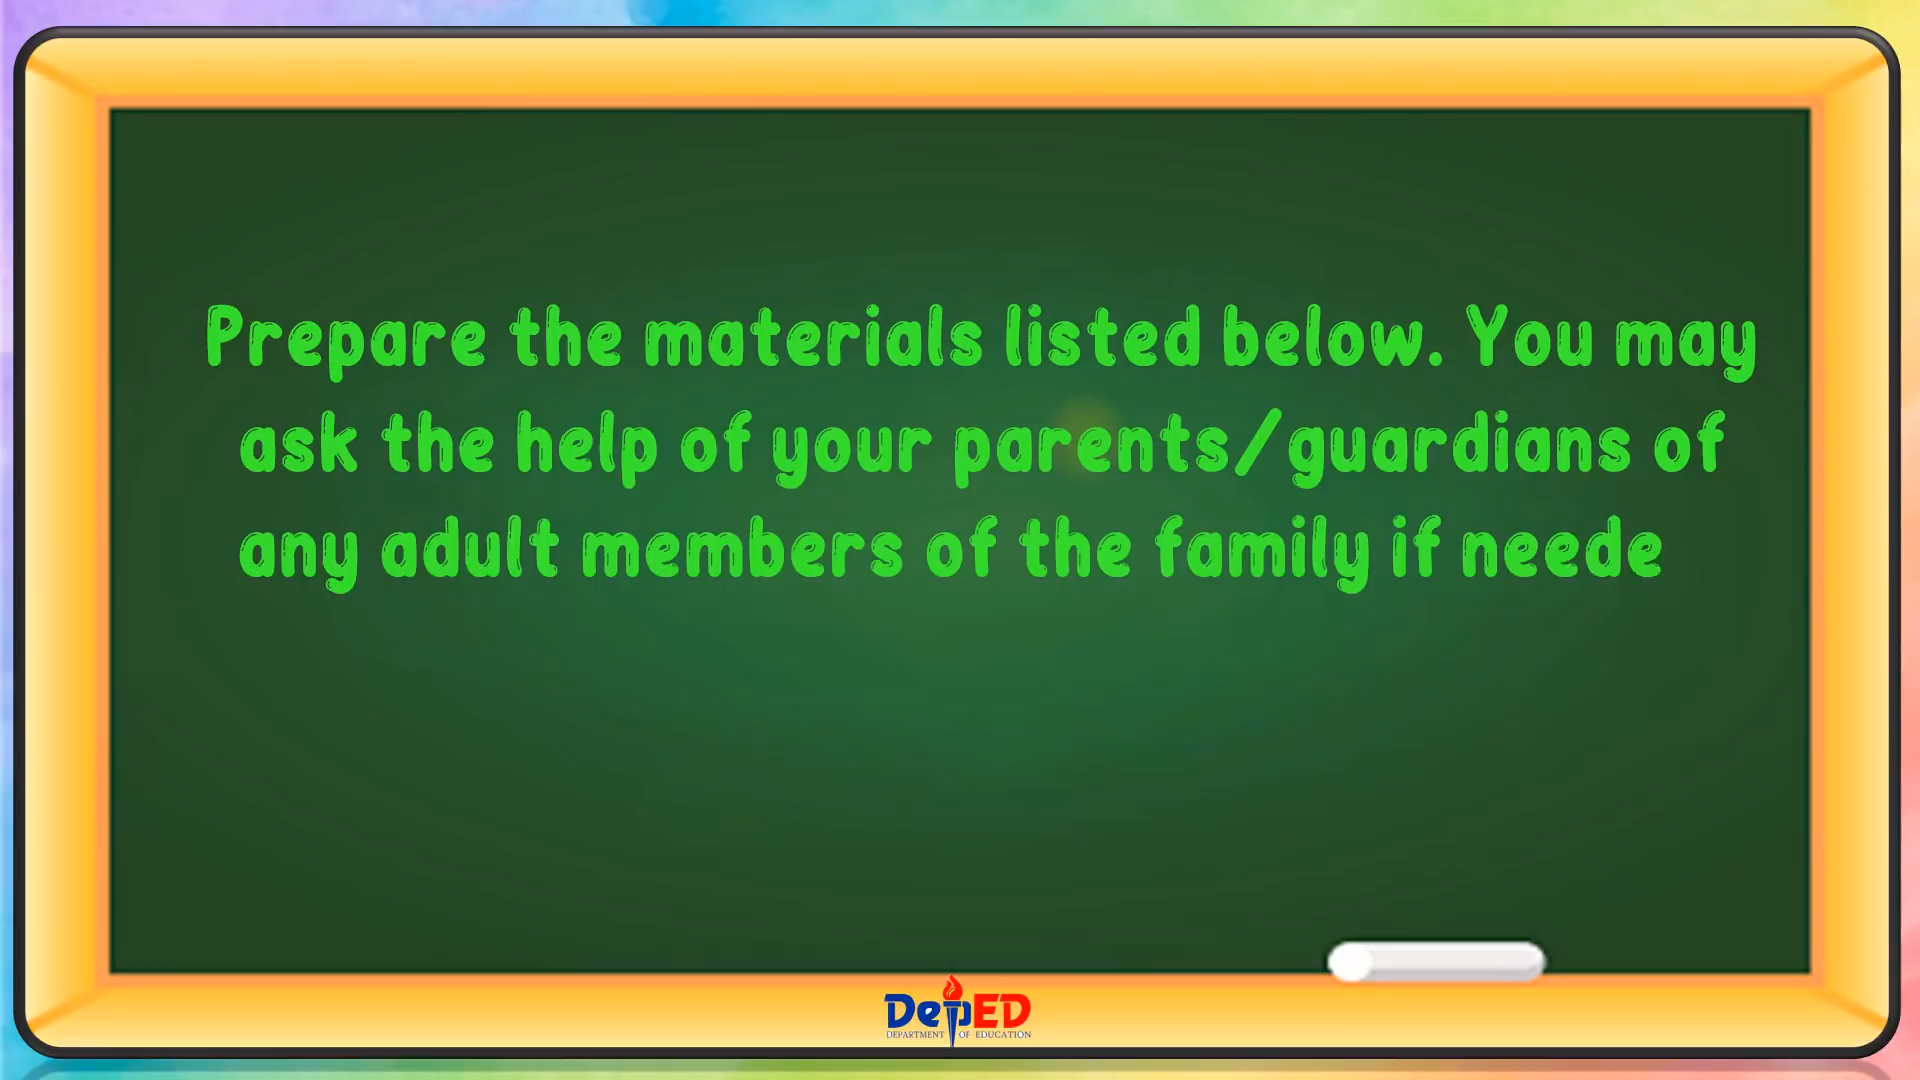 Prepare the materials listed below. You may
ask the help of your parents/guardians of
any adult members of the family if neede
DepED
DEPARTMENT OF EDUCATION